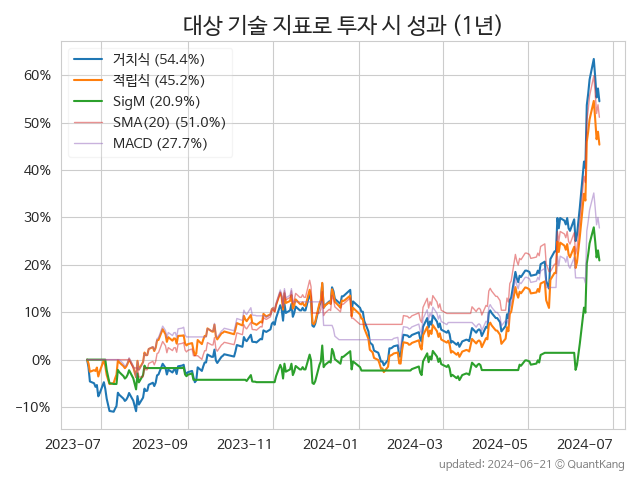 대상 기술 지표로 투자 시 성과 (1년)
거치식 (54.4%)
적립식 (45.2%)
SigM (20.9%)
SMA(20) (51.0%)
MACD (27.7%)
60%
50%
40%
30%
20%
10%
0%
−10%
2023-07 2023-09 2023-11 2024-01 2024-03 2024-05 2024-07
updated: 2024-06-21 © QuantKang